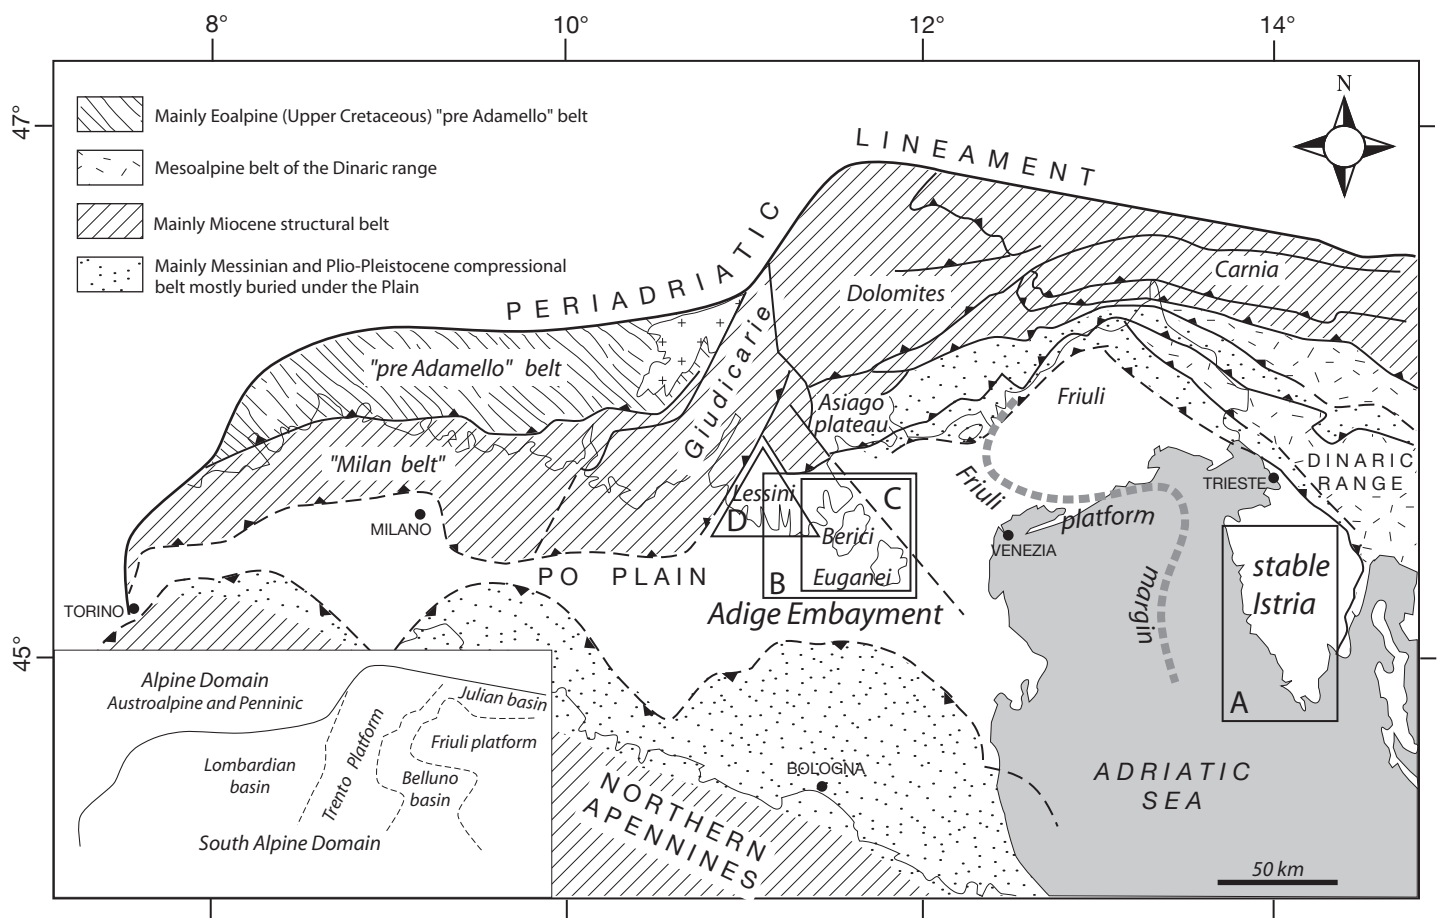 8°
10°
12°
14°
47°
45°
N
Mainly Eoalpine (Upper Cretaceous) "pre Adamello" belt
Mesoalpine belt of the Dinaric range
Mainly Miocene structural belt
Mainly Messinian and Plio-Pleistocene compressional
belt mostly buried under the Plain
PERIADRIATIC
LINEAMENT
Carnia
Dolomites
"pre Adamello" belt
Giudicarie
Asiago
plateau
Friuli
"Milan belt"
DINARIC
RANGE
TRIESTE
Friuli
platform
margin
Lessini
D
C
Berici
Euganei
B
MILANO
VENEZIA
PO PLAIN
Adige Embayment
stable
Istria
A
TORINO
BOLOGNA
NORTHERN
APENNINES
ADRIATIC
SEA
50 km
Alpine Domain
Austroalpine and Penninic
Julian basin
Trento Platform
Friuli platform
Lombardian
basin
Belluno
basin
South Alpine Domain